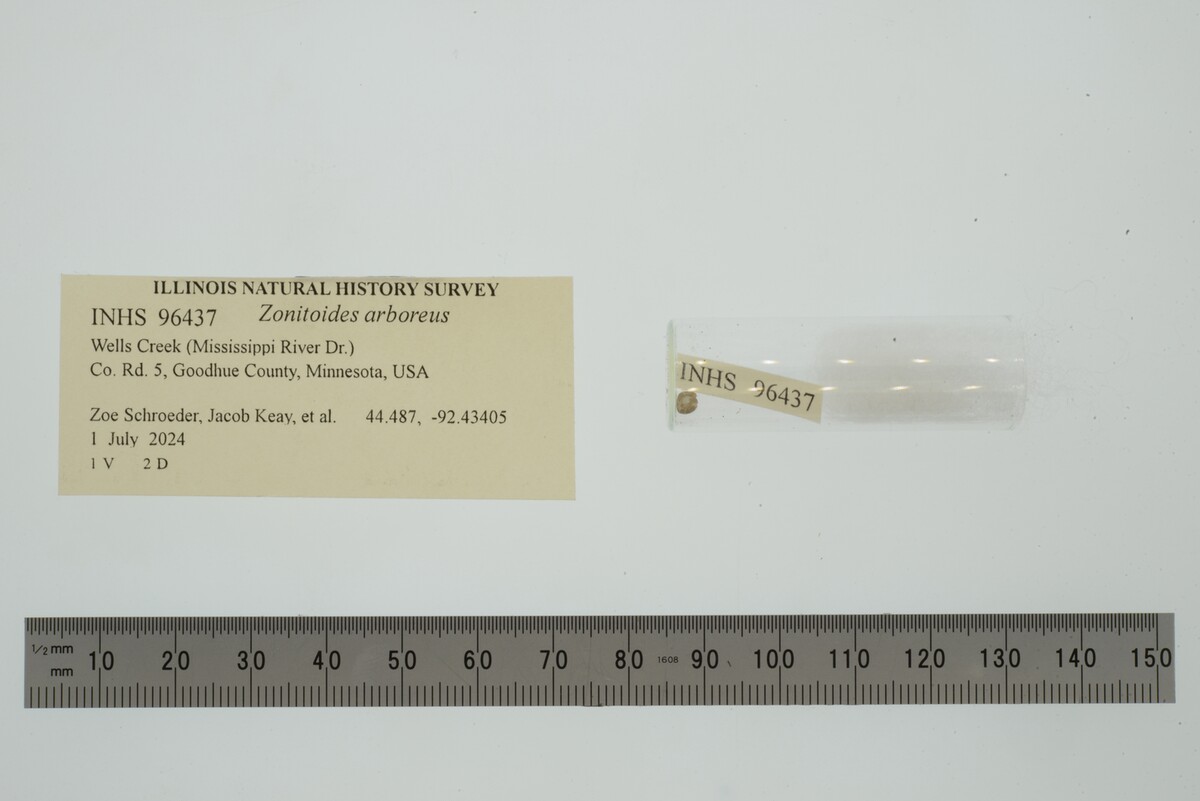 ILLINOIS NATURAL HISTORY SURVEY
INHS 96437 Zonitoides arboreus
Wells Creek (Mississippi River Dr.)
Co. Rd. 5, Goodhue County, Minnesota, USA
Zoe Schroeder, Jacob Keay, et al. 44.487, -92.43405
1 July 2024
1 V 2 D
INHS 96437
1/2 mm
mm 10 20 30 40 50 60 70 80 1608 90 100 110 120 130 140 150